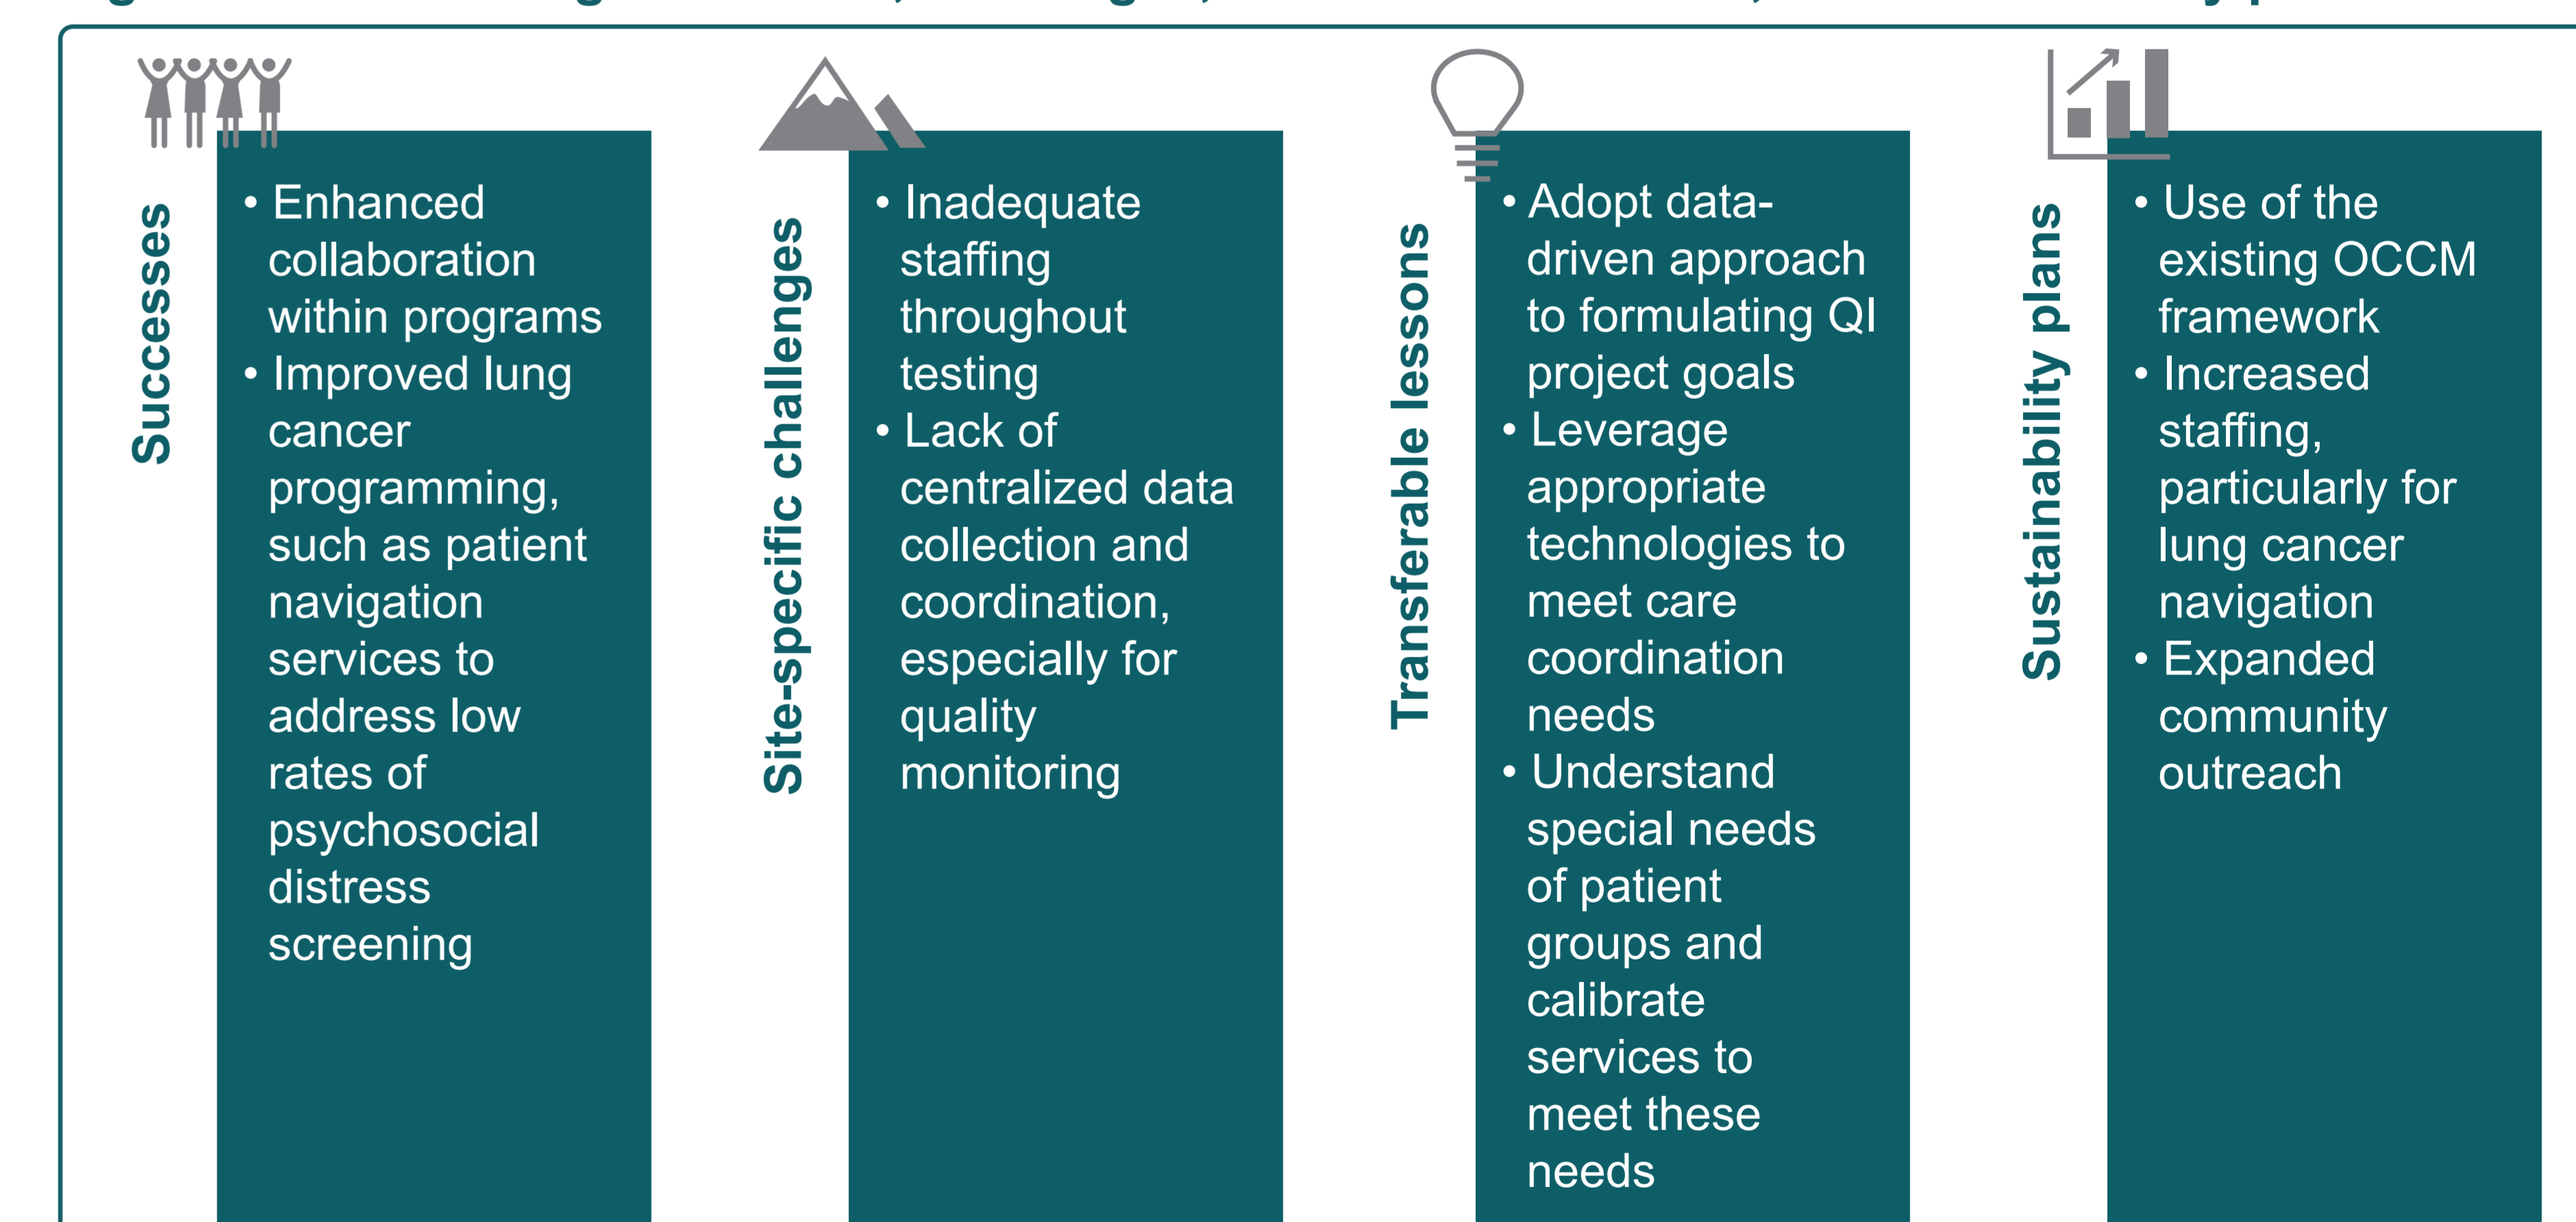 Successes
• Enhanced
collaboration
within programs
• Improved lung
cancer
programming,
such as patient
navigation
services to
address low
rates of
psychosocial
distress
screening
Site-specific challenges
• Inadequate
staffing
throughout
testing
• Lack of
centralized data
collection and
coordination,
especially for
quality
monitoring
Transferable lessons
• Adopt data-
driven approach
to formulating QI
project goals
• Leverage
appropriate
technologies to
meet care
coordination
needs
• Understand
special needs
of patient
groups and
calibrate
services to
meet these
needs
Sustainability plans
• Use of the
existing OCCM
framework
• Increased
staffing,
particularly for
lung cancer
navigation
• Expanded
community
outreach